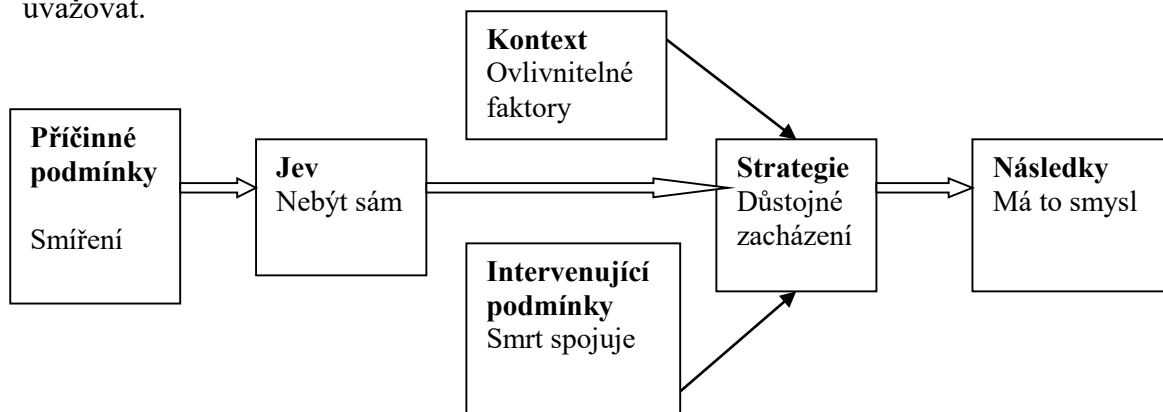 uvažovat.
Kontext
Ovlivnitelné
faktory
Příčinné
podmínky
Smíření
Jev
Nebýt sám
Strategie
Důstojné
zacházení
Následky
Má to smysl
Intervenující
podmínky
Smrt spojuje